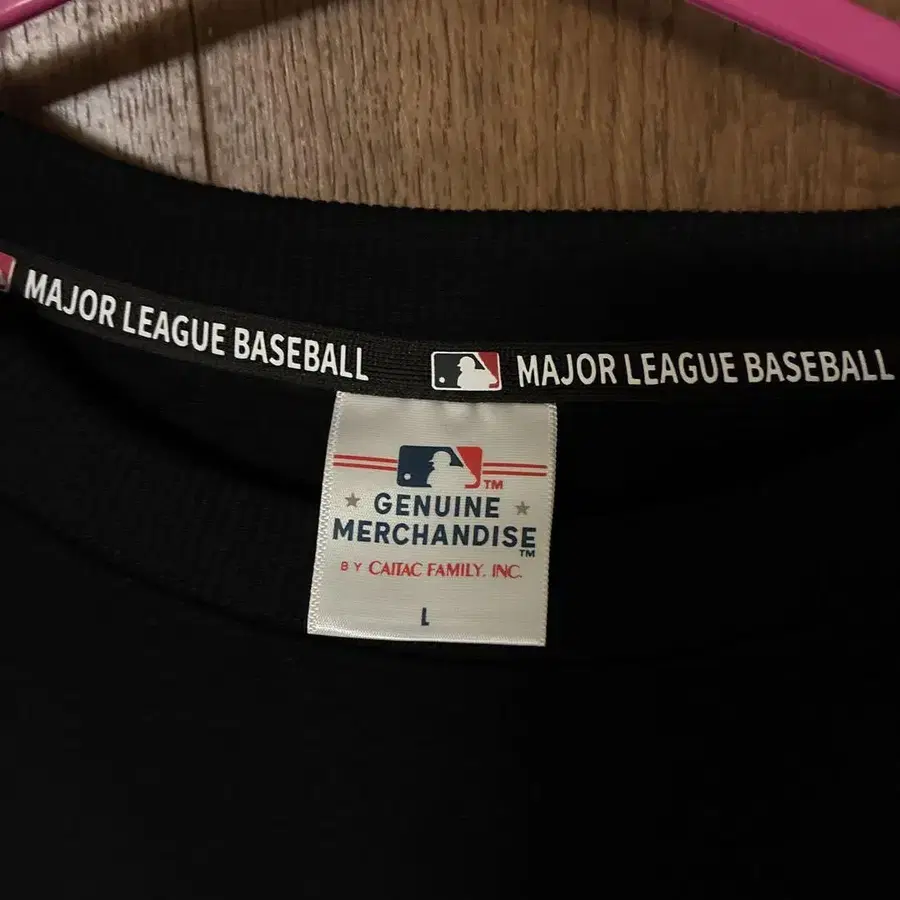 MAJOR LEAGUE BASEBALL
MAJOR LEAGUE BASEBALL
TM
GENUINE
MERCHANDISE
TM
BY CAITAC FAMILY. INC.
L